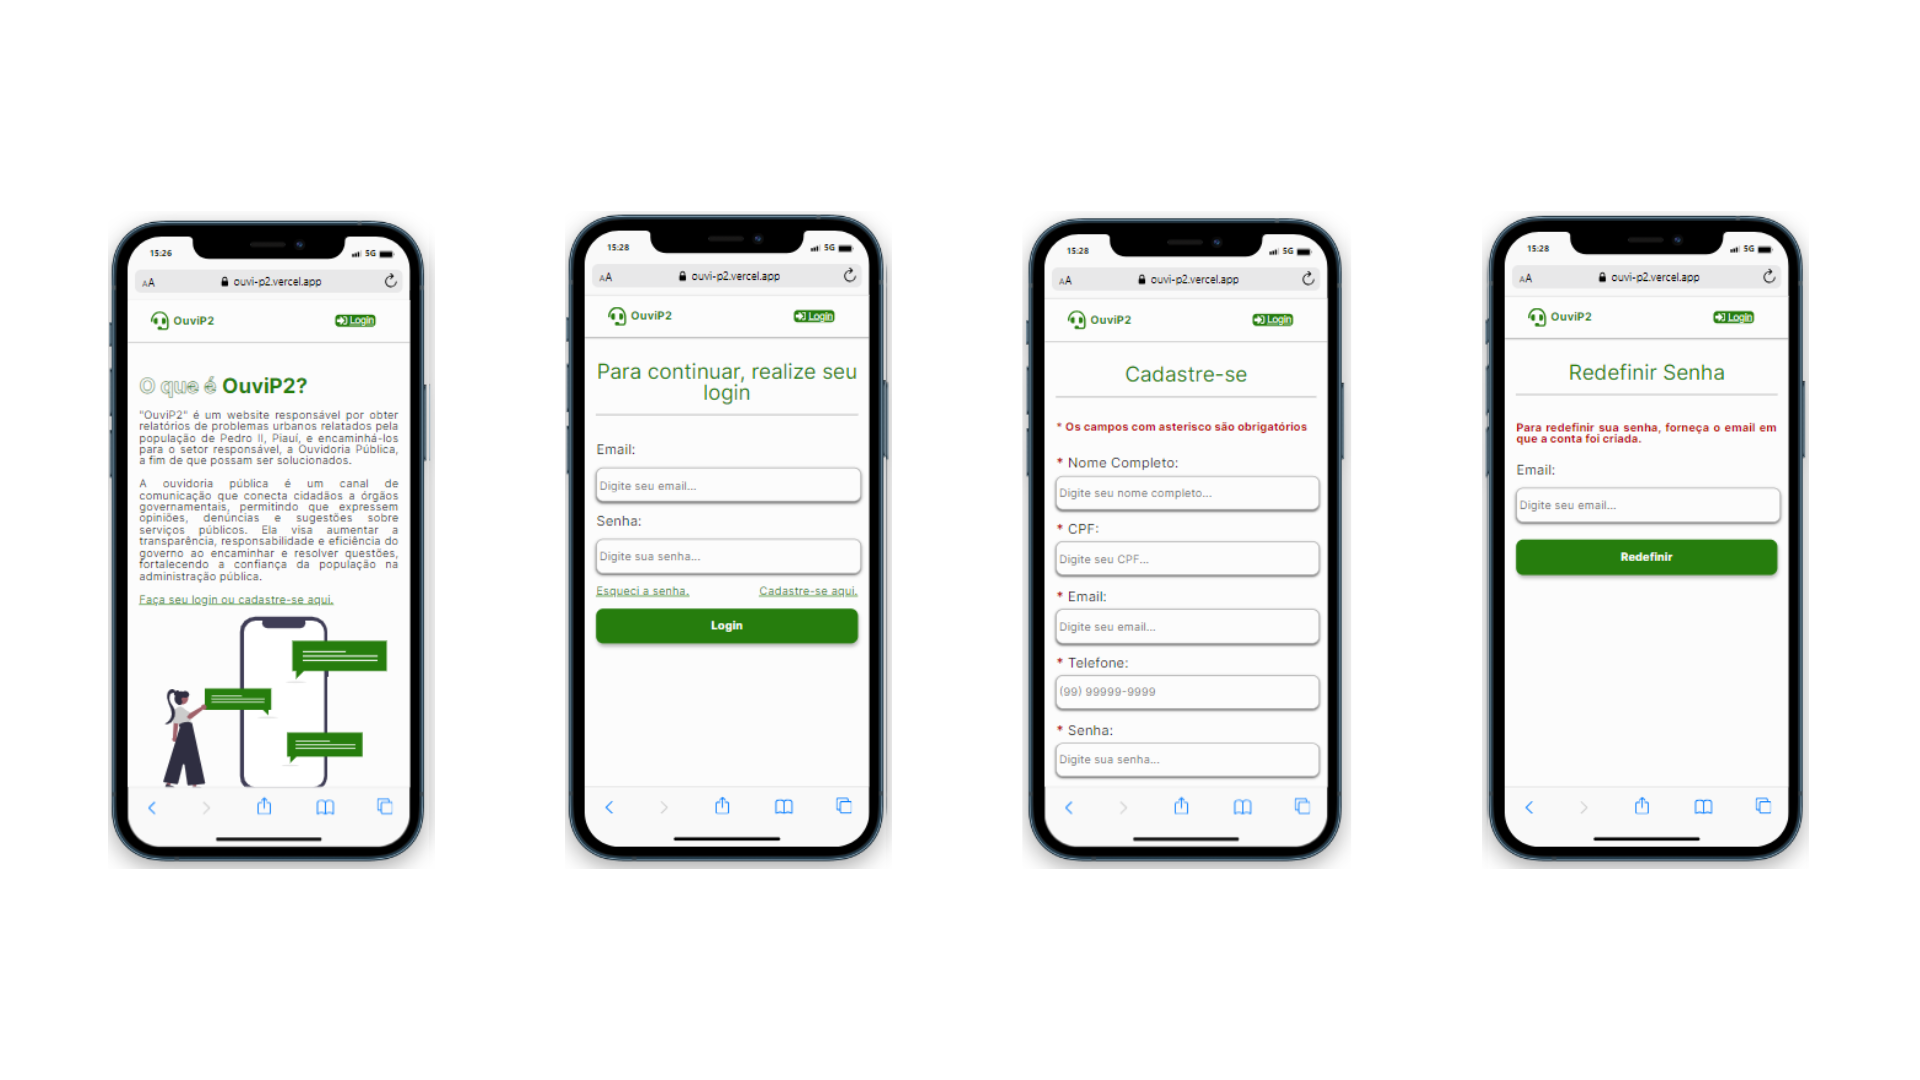 15:26
5G
AA
ouvi-p2.vercel.app
OuviP2
Login
O que é OuviP2?
"OuviP2" é um website responsável por obter
relatórios de problemas urbanos relatados pela
população de Pedro II, Piauí, e encaminhá-los
para o setor responsável, a Ouvidoria Pública,
a fim de que possam ser solucionados.
A ouvidoria pública é um canal de
comunicação que conecta cidadãos a órgãos
governamentais, permitindo que expressem
opiniões, denúncias e sugestões sobre
serviços públicos. Ela visa aumentar a
transparência, responsabilidade e eficiência do
governo ao encaminhar e resolver questões,
fortalecendo a confiança da população na
administração pública.
Faça seu login ou cadastre-se aqui.
15:28
5G
AA
ouvi-p2.vercel.app
OuviP2
Login
Para continuar, realize seu
login
Email:
Digite seu email...
Senha:
Digite sua senha...
Esqueci a senha.
Cadastre-se aqui.
Login
15:28
5G
AA
ouvi-p2.vercel.app
OuviP2
Login
Cadastre-se
* Os campos com asterisco são obrigatórios
* Nome Completo:
Digite seu nome completo...
* CPF:
Digite seu CPF...
* Email:
Digite seu email...
* Telefone:
(99) 99999-9999
* Senha:
Digite sua senha...
15:28
5G
AA
ouvi-p2.vercel.app
OuviP2
Login
Redefinir Senha
Para redefinir sua senha, forneça o email em
que a conta foi criada.
Email:
Digite seu email...
Redefinir